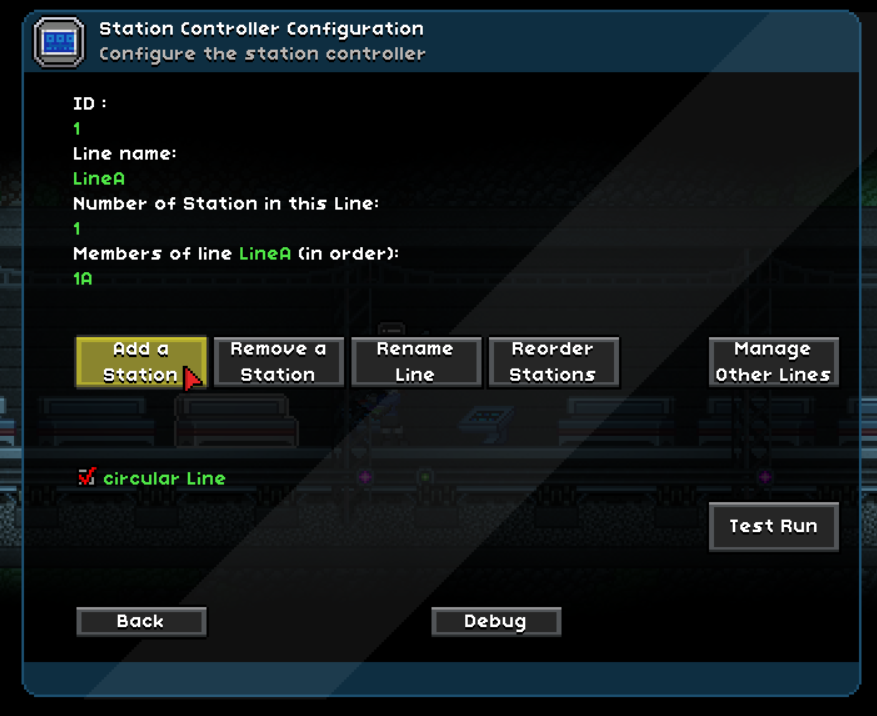 Station Controller Configuration
Configure the station controller
ID :
1
Line name:
LineA
Number of Station in this Line:
1
Members of line LineA (in order):
1A
Add a
Station
Remove a
Station
Rename
Line
Reorder
Stations
Manage
Other Lines
circular Line
Test Run
Back
Debug